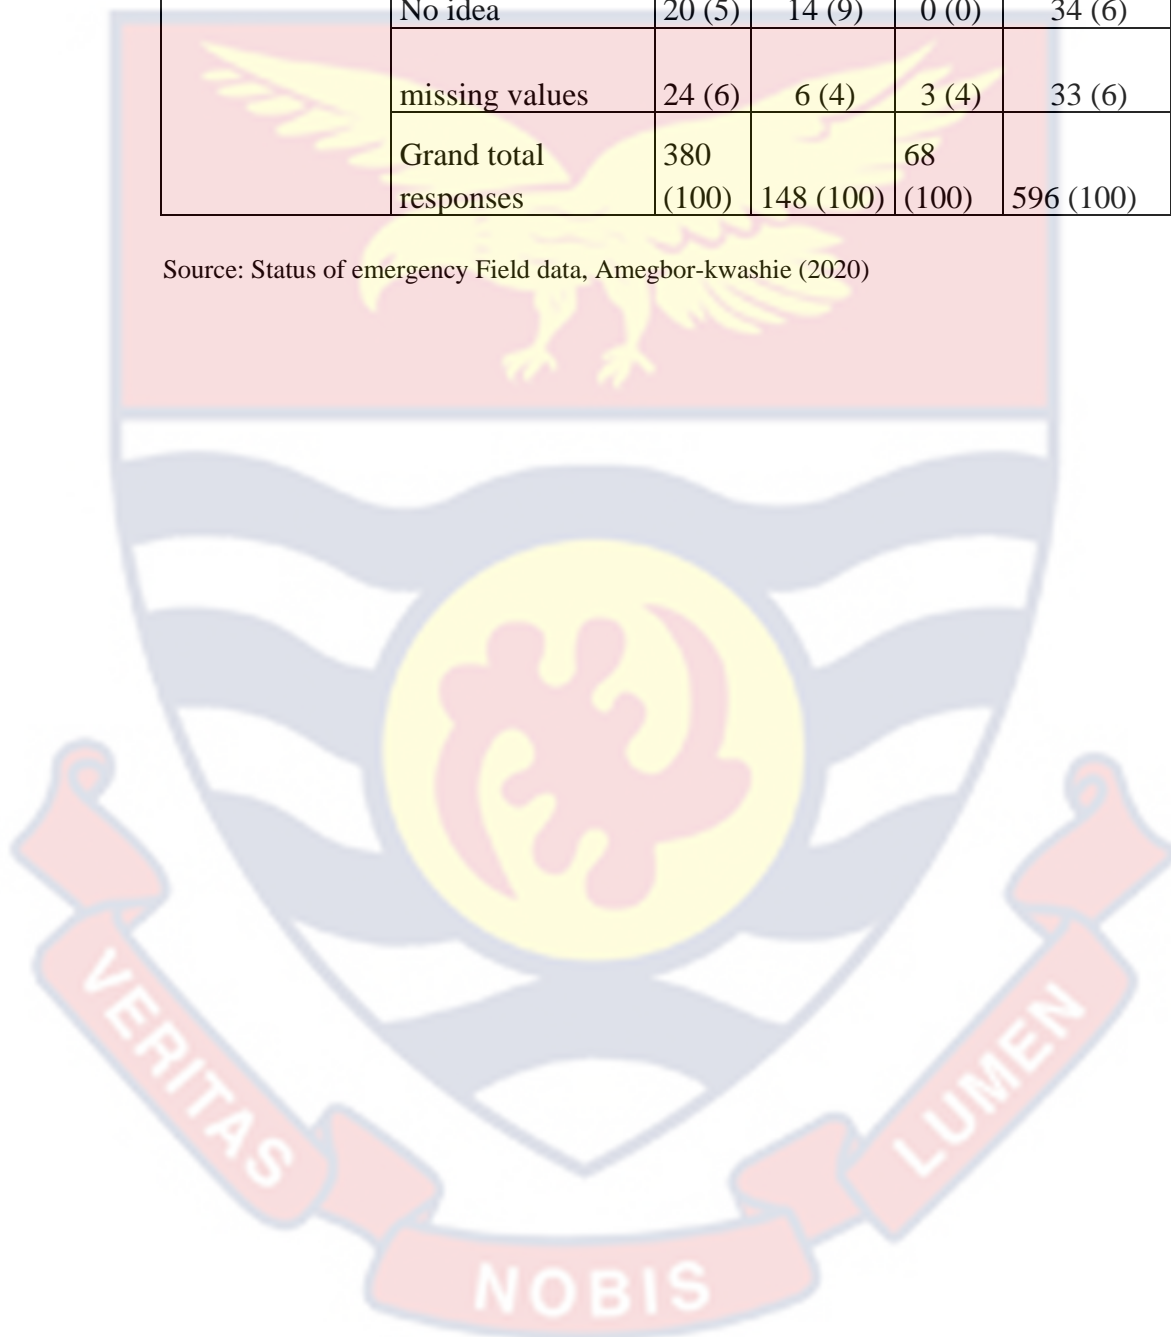 No idea 20 (5) 14 (9) 0 (0) 34 (6)
missing values 24 (6) 6 (4) 3 (4) 33 (6)
Grand total 380 68
responses (100) 148 (100) (100) 596 (100)
Source: Status of emergency Field data, Amegbor-kwashie (2020)
VERITAS
NOBIS
LUMEN